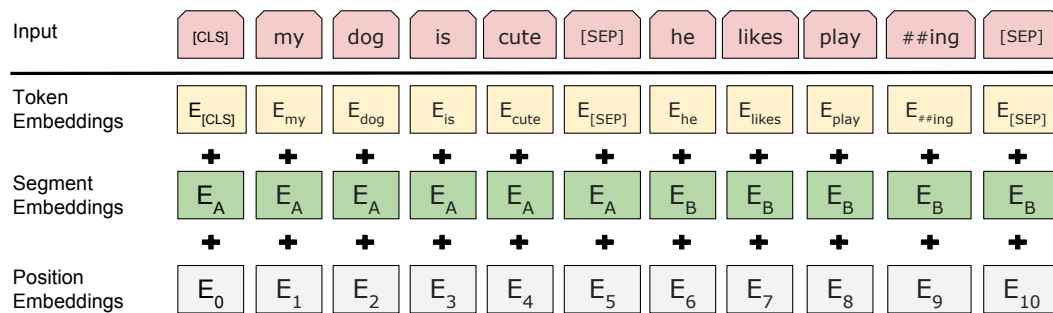 Input [CLS] my dog is cute [SEP] he likes play ##ing [SEP]
Token Embeddings E[CLS] Emy Edog Eis Ecute E[SEP] Ehe Elikes Eplay E##ing E[SEP]
+ + + + + + + + + + +
Segment Embeddings EA EA EA EA EA EA EB EB EB EB EB
+ + + + + + + + + + +
Position Embeddings E0 E1 E2 E3 E4 E5 E6 E7 E8 E9 E10